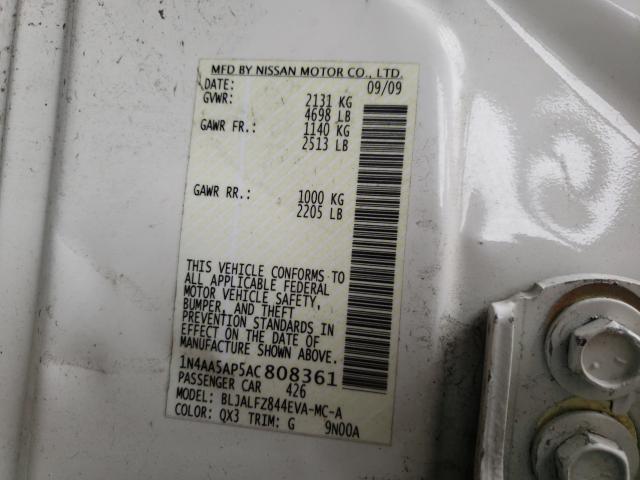 MFD BY NISSAN MOTOR CO., LTD.
DATE: 09/09
GVWR: 2131 KG
4698 LB
GAWR FR.: 1140 KG
2513 LB
GAWR RR.: 1000 KG
2205 LB
THIS VEHICLE CONFORMS TO
ALL APPLICABLE FEDERAL
MOTOR VEHICLE SAFETY,
BUMPER, AND THEFT
PREVENTION STANDARDS IN
EFFECT ON THE DATE OF
MANUFACTURE SHOWN ABOVE.
1N4AA5AP5AC808361
PASSENGER CAR 426
MODEL: BLJALFZ844EVA-MC-A
COLOR: QX3 TRIM: G 9N00A